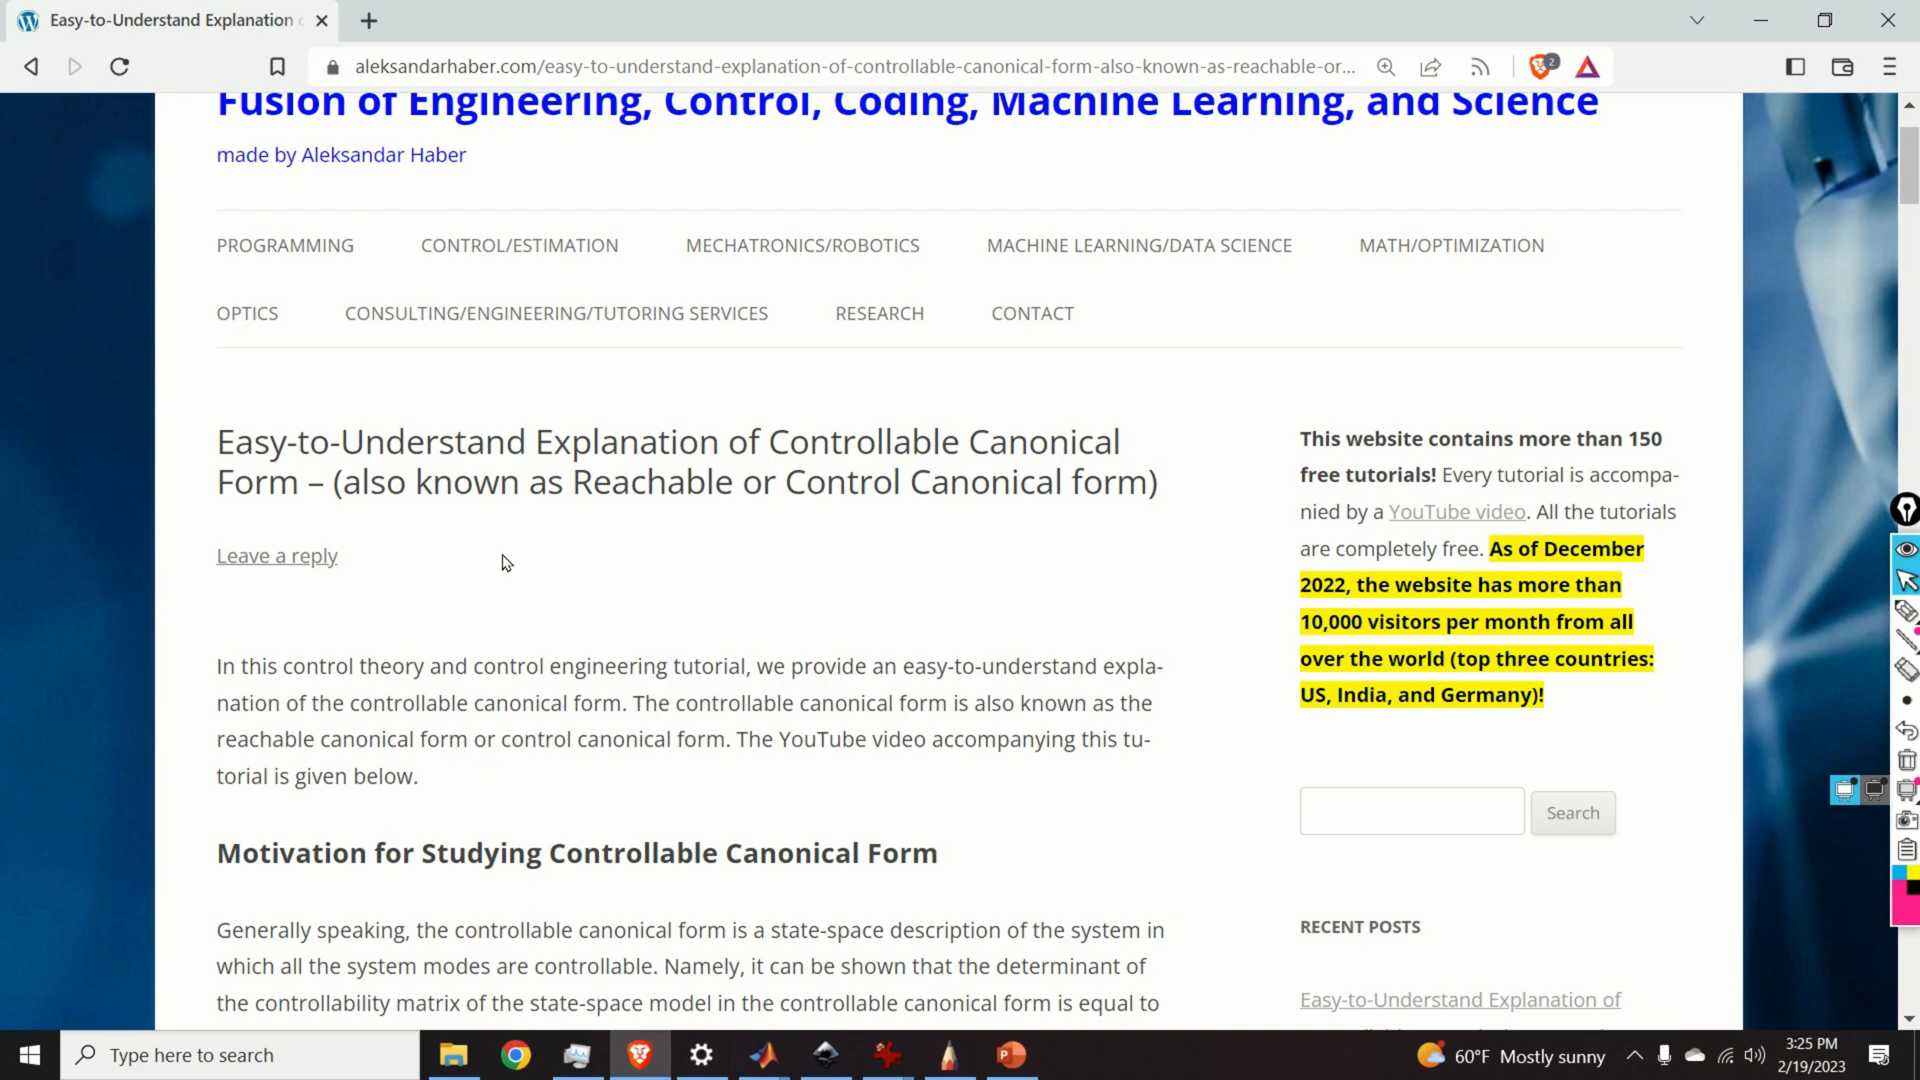 Easy-to-Understand Explanation
aleksandarhaber.com/easy-to-understand-explanation-of-controllable-canonical-form-also-known-as-reachable-or...
2
Fusion of Engineering, Control, Coding, Machine Learning, and Science
made by Aleksandar Haber
PROGRAMMING CONTROL/ESTIMATION MECHATRONICS/ROBOTICS MACHINE LEARNING/DATA SCIENCE MATH/OPTIMIZATION
OPTICS CONSULTING/ENGINEERING/TUTORING SERVICES RESEARCH CONTACT
Easy-to-Understand Explanation of Controllable Canonical
Form – (also known as Reachable or Control Canonical form)
Leave a reply
In this control theory and control engineering tutorial, we provide an easy-to-understand expla-
nation of the controllable canonical form. The controllable canonical form is also known as the
reachable canonical form or control canonical form. The YouTube video accompanying this tu-
torial is given below.
Motivation for Studying Controllable Canonical Form
Generally speaking, the controllable canonical form is a state-space description of the system in
which all the system modes are controllable. Namely, it can be shown that the determinant of
the controllability matrix of the state-space model in the controllable canonical form is equal to
This website contains more than 150
free tutorials! Every tutorial is accompa-
nied by a YouTube video. All the tutorials
are completely free. As of December
2022, the website has more than
10,000 visitors per month from all
over the world (top three countries:
US, India, and Germany)!
Search
RECENT POSTS
Easy-to-Understand Explanation of
Type here to search
60°F Mostly sunny
3:25 PM
2/19/2023